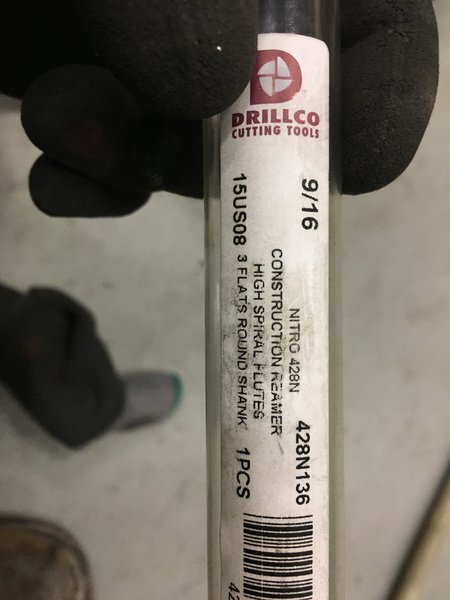 DRILLCO
CUTTING TOOLS
9/16
NITRO 428N
428N136
CONSTRUCTION REAMER
HIGH SPIRAL FLUTES
15US08 3 FLATS ROUND SHANK 1PCS